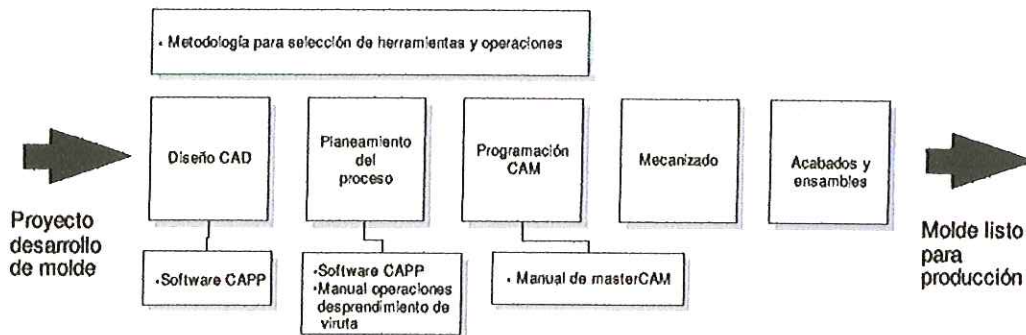 • Metodología para selección de herramientas y operaciones
Proyecto
desarrollo
de molde
Diseño CAD
•Software CAPP
Planeamiento
del
proceso
•Software CAPP
•Manual operaciones
desprendimiento de
viruta
Programación
CAM
• Manual de masterCAM
Mecanizado
Acabados y
ensambles
Molde listo
para
producción